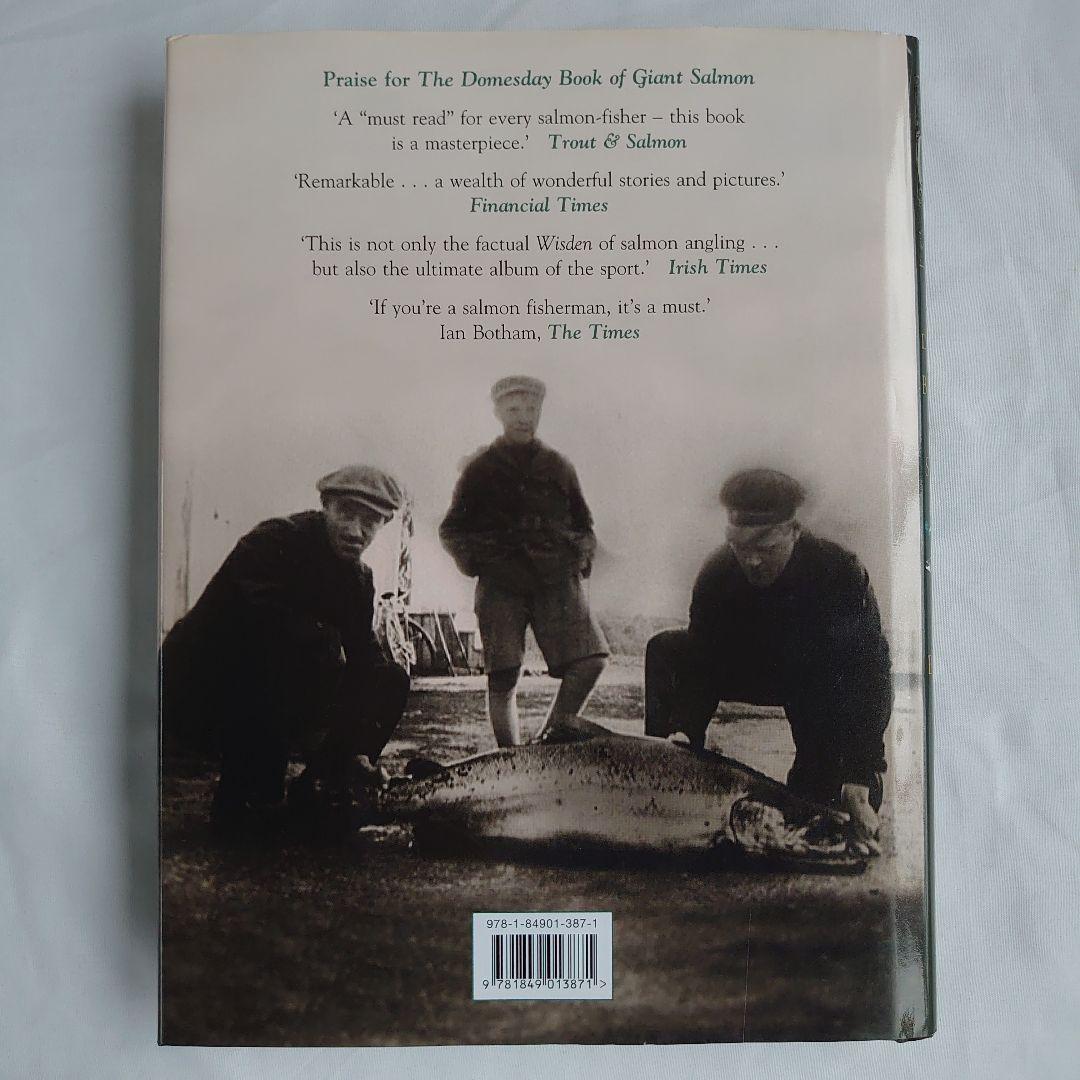 Praise for The Domesday Book of Giant Salmon
‘A “must read” for every salmon-fisher – this book
is a masterpiece.’ Trout & Salmon
‘Remarkable . . . a wealth of wonderful stories and pictures.’
Financial Times
‘This is not only the factual Wisden of salmon angling . . .
but also the ultimate album of the sport.’ Irish Times
‘If you’re a salmon fisherman, it’s a must.’
Ian Botham, The Times
978-1-84901-387-1
9 781849 013871 >